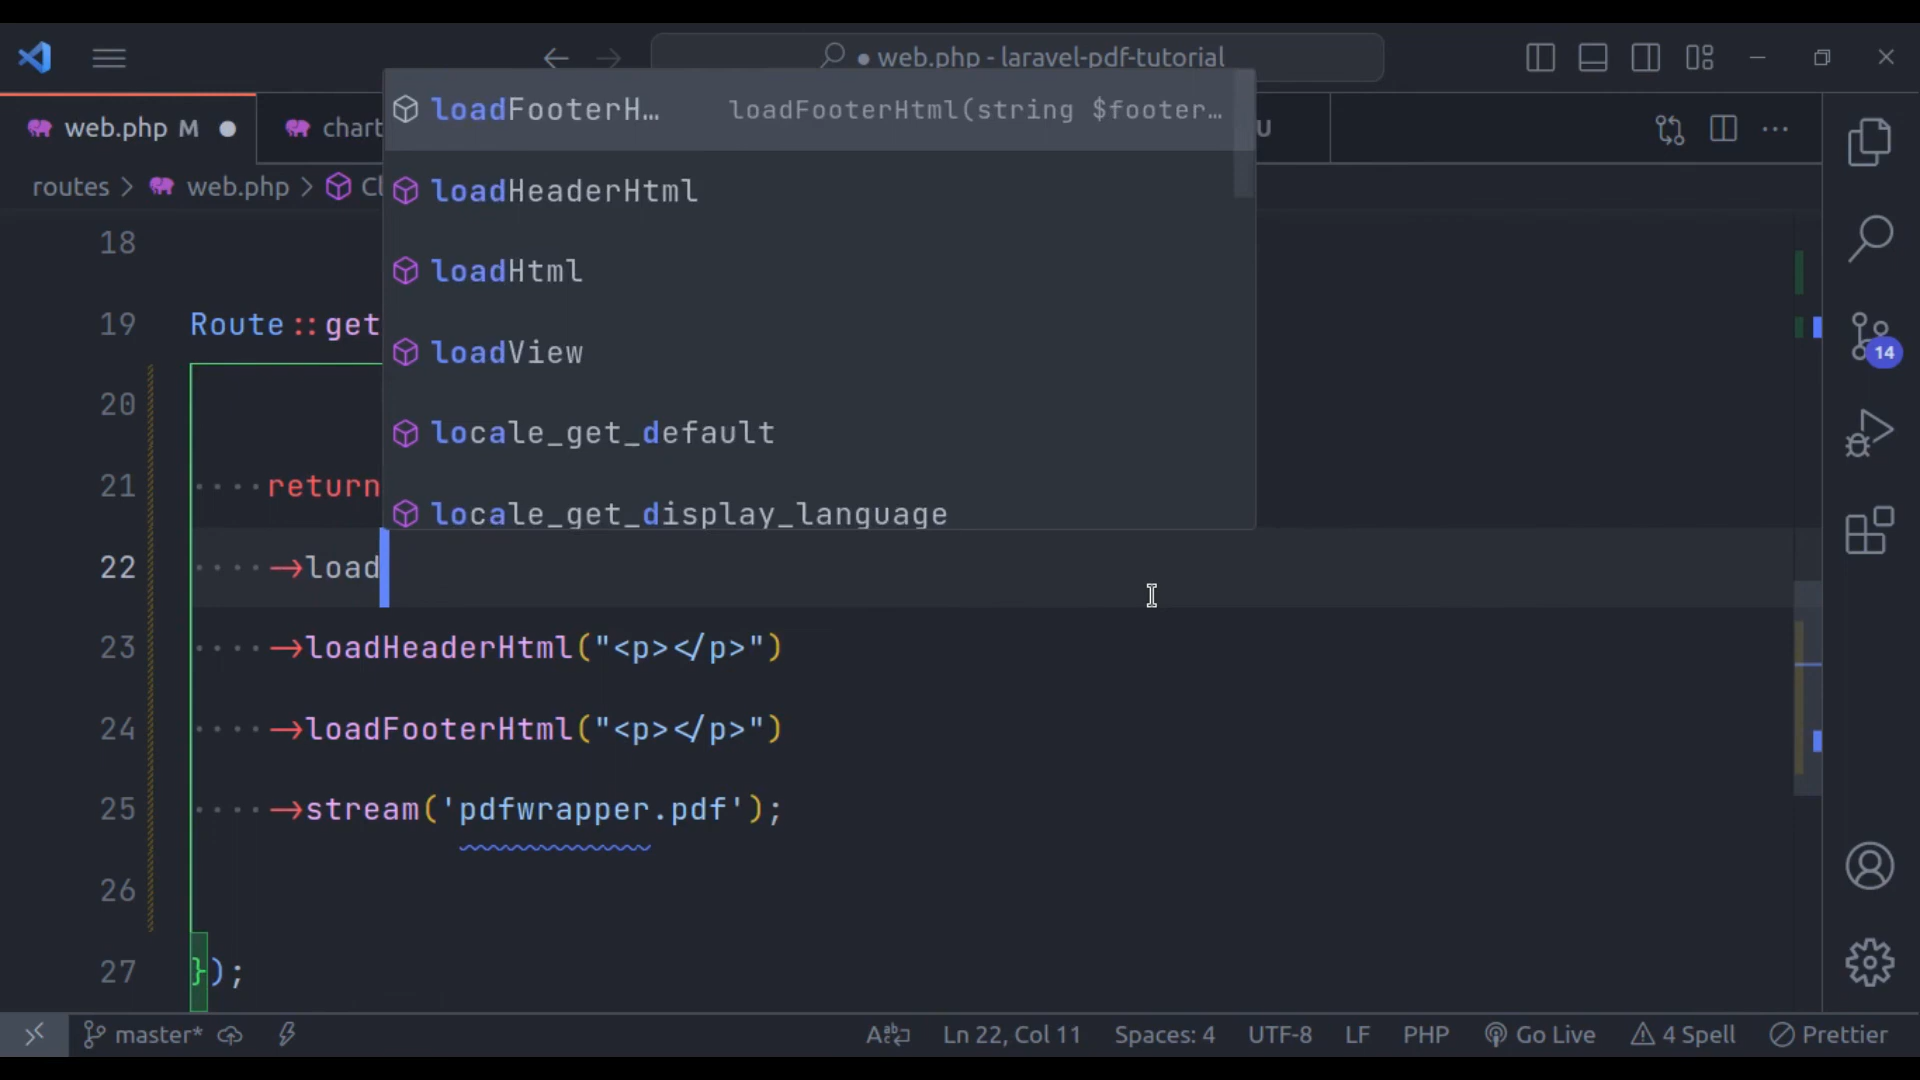 ● web.php - laravel-pdf-tutorial
web.php M ●
chart
U
routes > web.php > Cl
loadFooterH… loadFooterHtml(string $footer…
loadHeaderHtml
loadHtml
loadView
locale_get_default
locale_get_display_language
18
19 Route::get
20
21 ····return
22 ····->load
23 ····->loadHeaderHtml("<p></p>")
24 ····->loadFooterHtml("<p></p>")
25 ····->stream('pdfwrapper.pdf');
26
27 });
14
master* Ln 22, Col 11 Spaces: 4 UTF-8 LF PHP Go Live 4 Spell Prettier